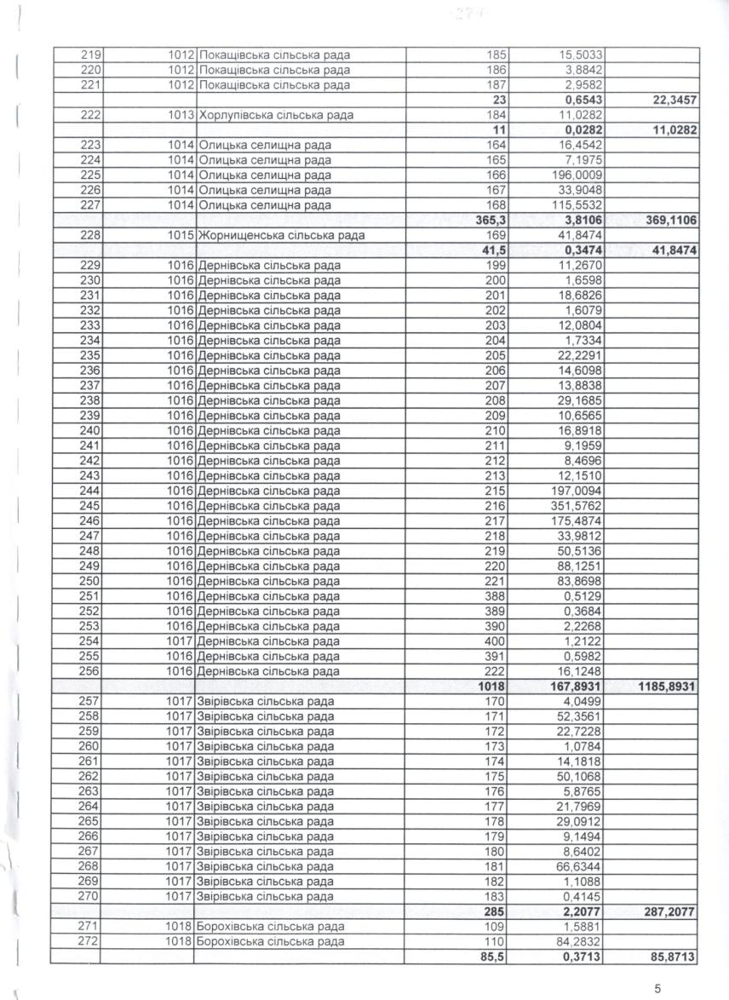 219 1012 Покащівська сільська рада 185 15,5033
220 1012 Покащівська сільська рада 186 3,8842
221 1012 Покащівська сільська рада 187 2,9582
23 0,6543 22,3457
222 1013 Хорлупівська сільська рада 184 11,0282
11 0,0282 11,0282
223 1014 Олицька селищна рада 164 16,4542
224 1014 Олицька селищна рада 165 7,1975
225 1014 Олицька селищна рада 166 196,0009
226 1014 Олицька селищна рада 167 33,9048
227 1014 Олицька селищна рада 168 115,5532
365,3 3,8106 369,1106
228 1015 Жорнищенська сільська рада 169 41,8474
41,5 0,3474 41,8474
229 1016 Дернівська сільська рада 199 11,2670
230 1016 Дернівська сільська рада 200 1,6598
231 1016 Дернівська сільська рада 201 18,6826
232 1016 Дернівська сільська рада 202 1,6079
233 1016 Дернівська сільська рада 203 12,0804
234 1016 Дернівська сільська рада 204 1,7334
235 1016 Дернівська сільська рада 205 22,2291
236 1016 Дернівська сільська рада 206 14,6098
237 1016 Дернівська сільська рада 207 13,8838
238 1016 Дернівська сільська рада 208 29,1685
239 1016 Дернівська сільська рада 209 10,6565
240 1016 Дернівська сільська рада 210 16,8918
241 1016 Дернівська сільська рада 211 9,1959
242 1016 Дернівська сільська рада 212 8,4696
243 1016 Дернівська сільська рада 213 12,1510
244 1016 Дернівська сільська рада 215 197,0094
245 1016 Дернівська сільська рада 216 351,5762
246 1016 Дернівська сільська рада 217 175,4874
247 1016 Дернівська сільська рада 218 33,9812
248 1016 Дернівська сільська рада 219 50,5136
249 1016 Дернівська сільська рада 220 88,1251
250 1016 Дернівська сільська рада 221 83,8698
251 1016 Дернівська сільська рада 388 0,5129
252 1016 Дернівська сільська рада 389 0,3684
253 1016 Дернівська сільська рада 390 2,2268
254 1017 Дернівська сільська рада 400 1,2122
255 1016 Дернівська сільська рада 391 0,5982
256 1016 Дернівська сільська рада 222 16,1248
1018 167,8931 1185,8931
257 1017 Звірівська сільська рада 170 4,0499
258 1017 Звірівська сільська рада 171 52,3561
259 1017 Звірівська сільська рада 172 22,7228
260 1017 Звірівська сільська рада 173 1,0784
261 1017 Звірівська сільська рада 174 14,1818
262 1017 Звірівська сільська рада 175 50,1068
263 1017 Звірівська сільська рада 176 5,8765
264 1017 Звірівська сільська рада 177 21,7969
265 1017 Звірівська сільська рада 178 29,0912
266 1017 Звірівська сільська рада 179 9,1494
267 1017 Звірівська сільська рада 180 8,6402
268 1017 Звірівська сільська рада 181 66,6344
269 1017 Звірівська сільська рада 182 1,1088
270 1017 Звірівська сільська рада 183 0,4145
285 2,2077 287,2077
271 1018 Борохівська сільська рада 109 1,5881
272 1018 Борохівська сільська рада 110 84,2832
85,5 0,3713 85,8713
5